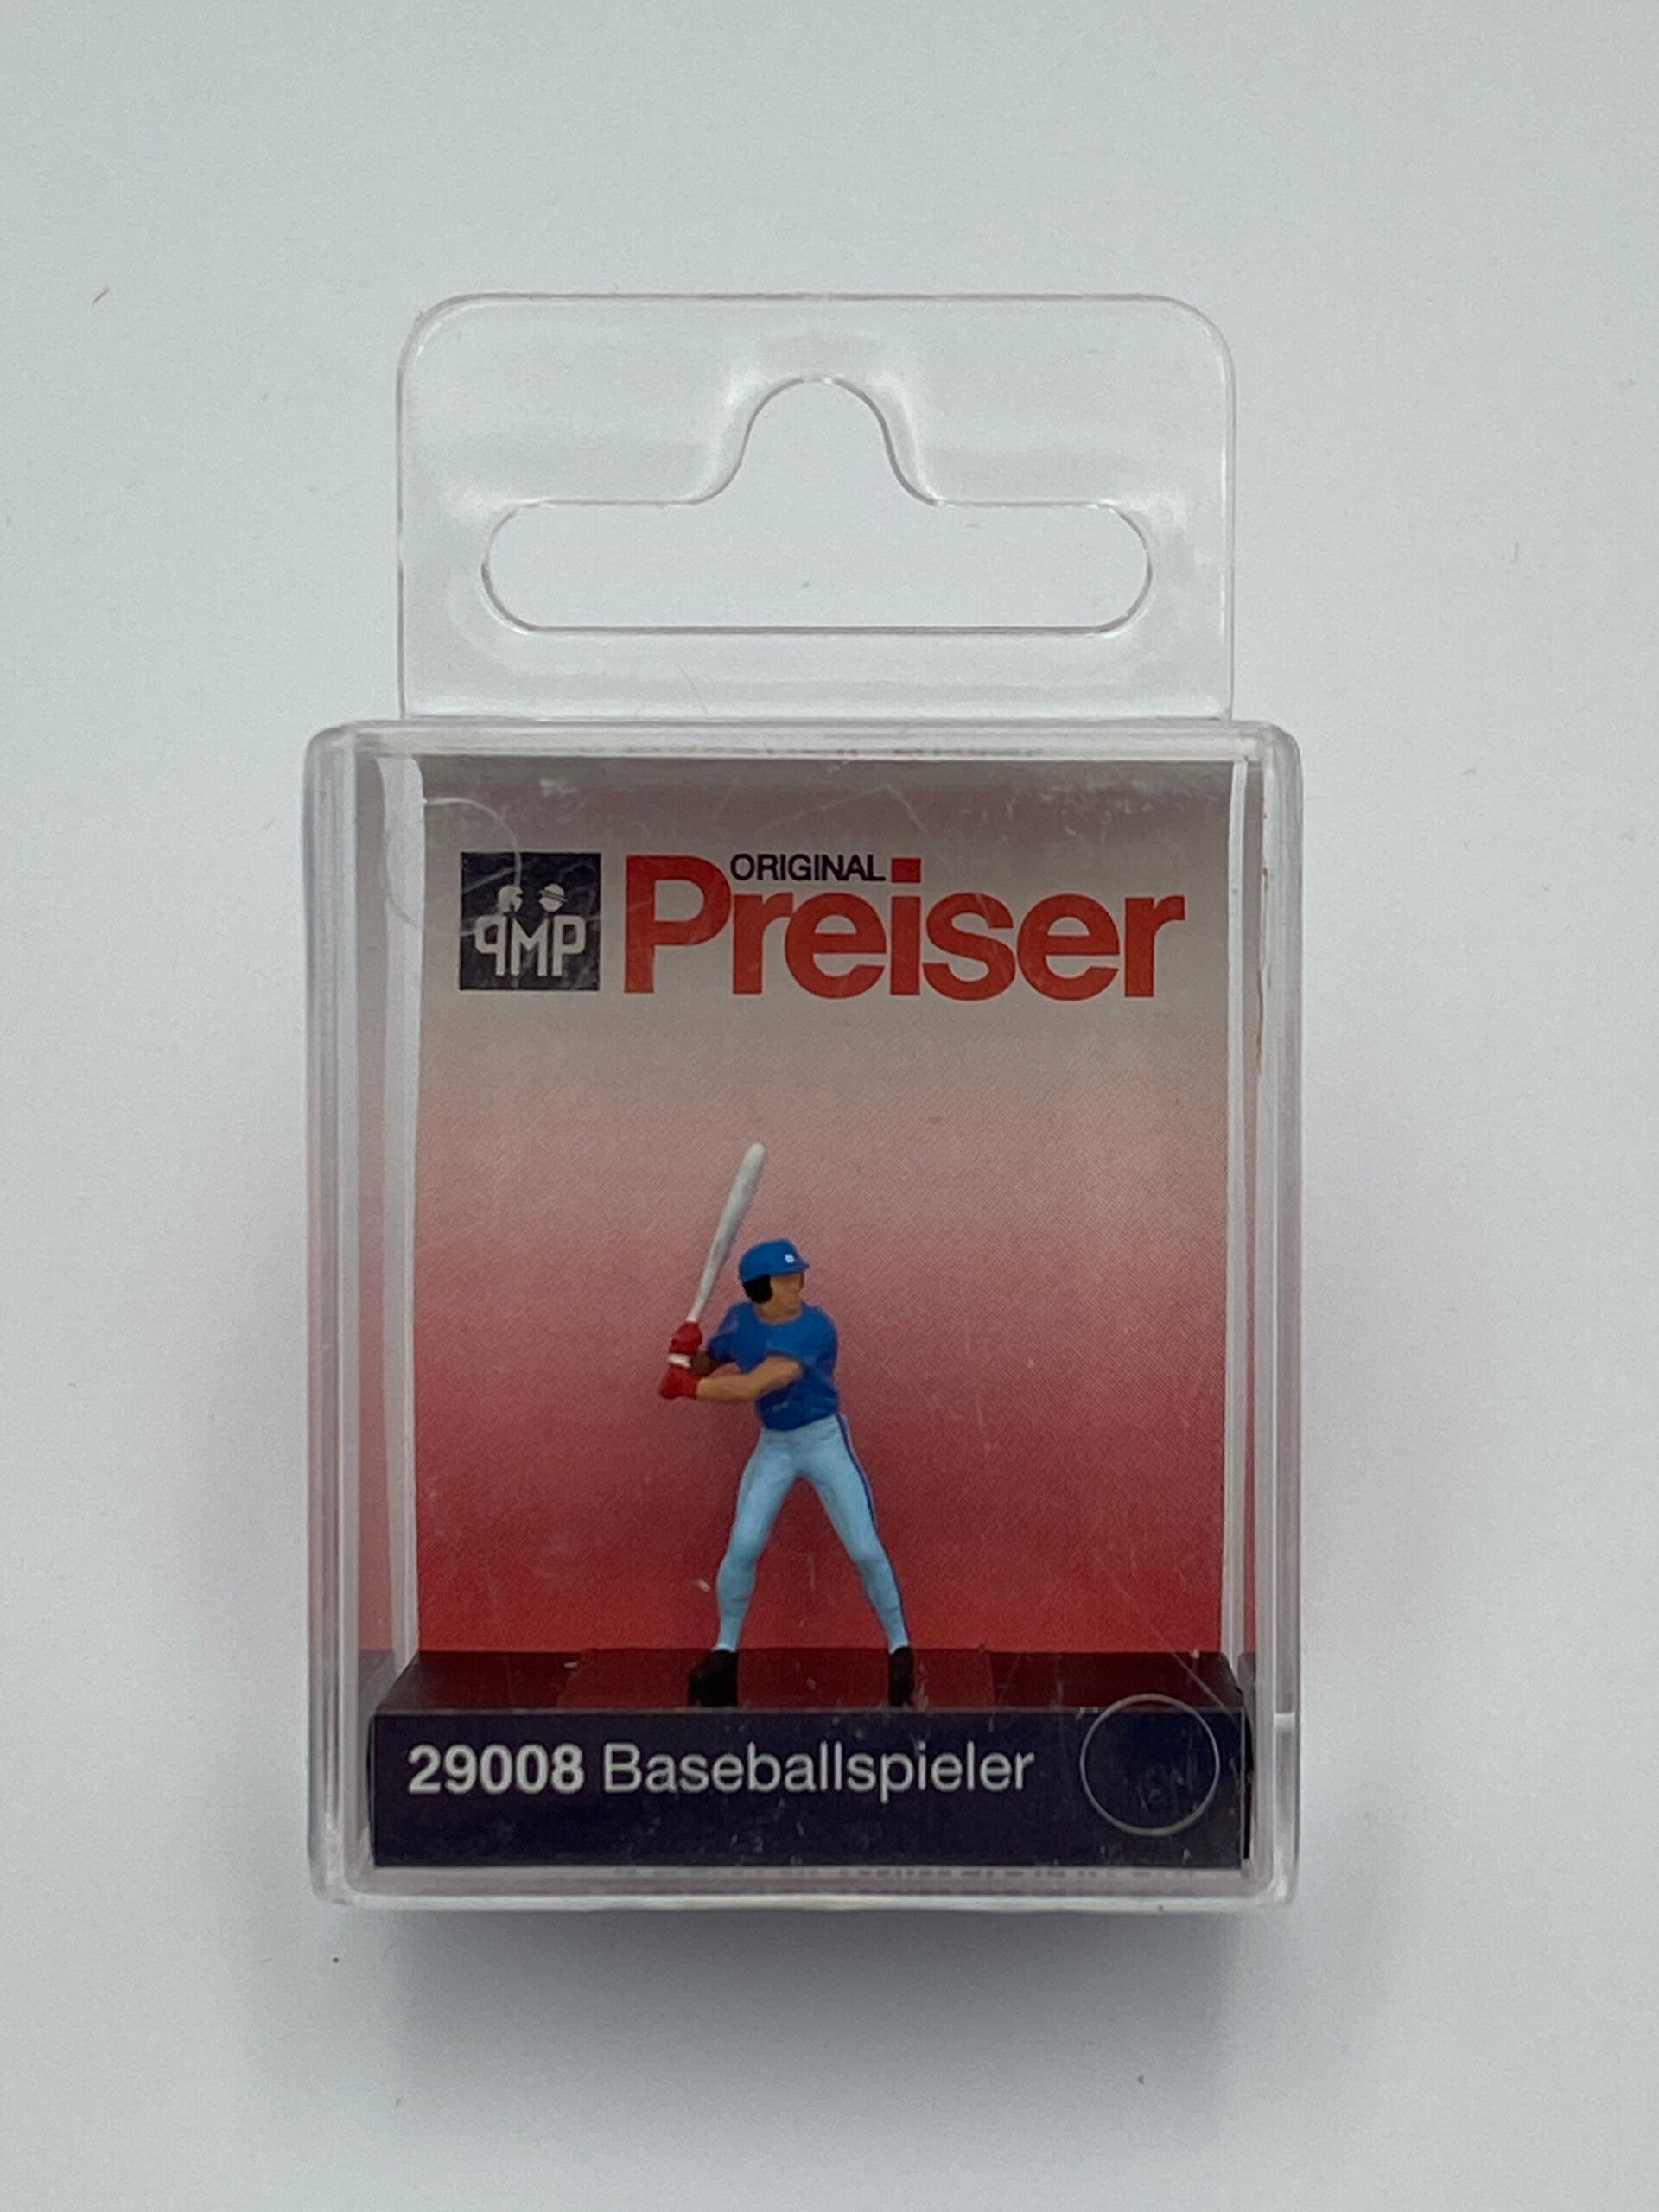 PMP
ORIGINAL
Preiser
29008 Baseballspieler